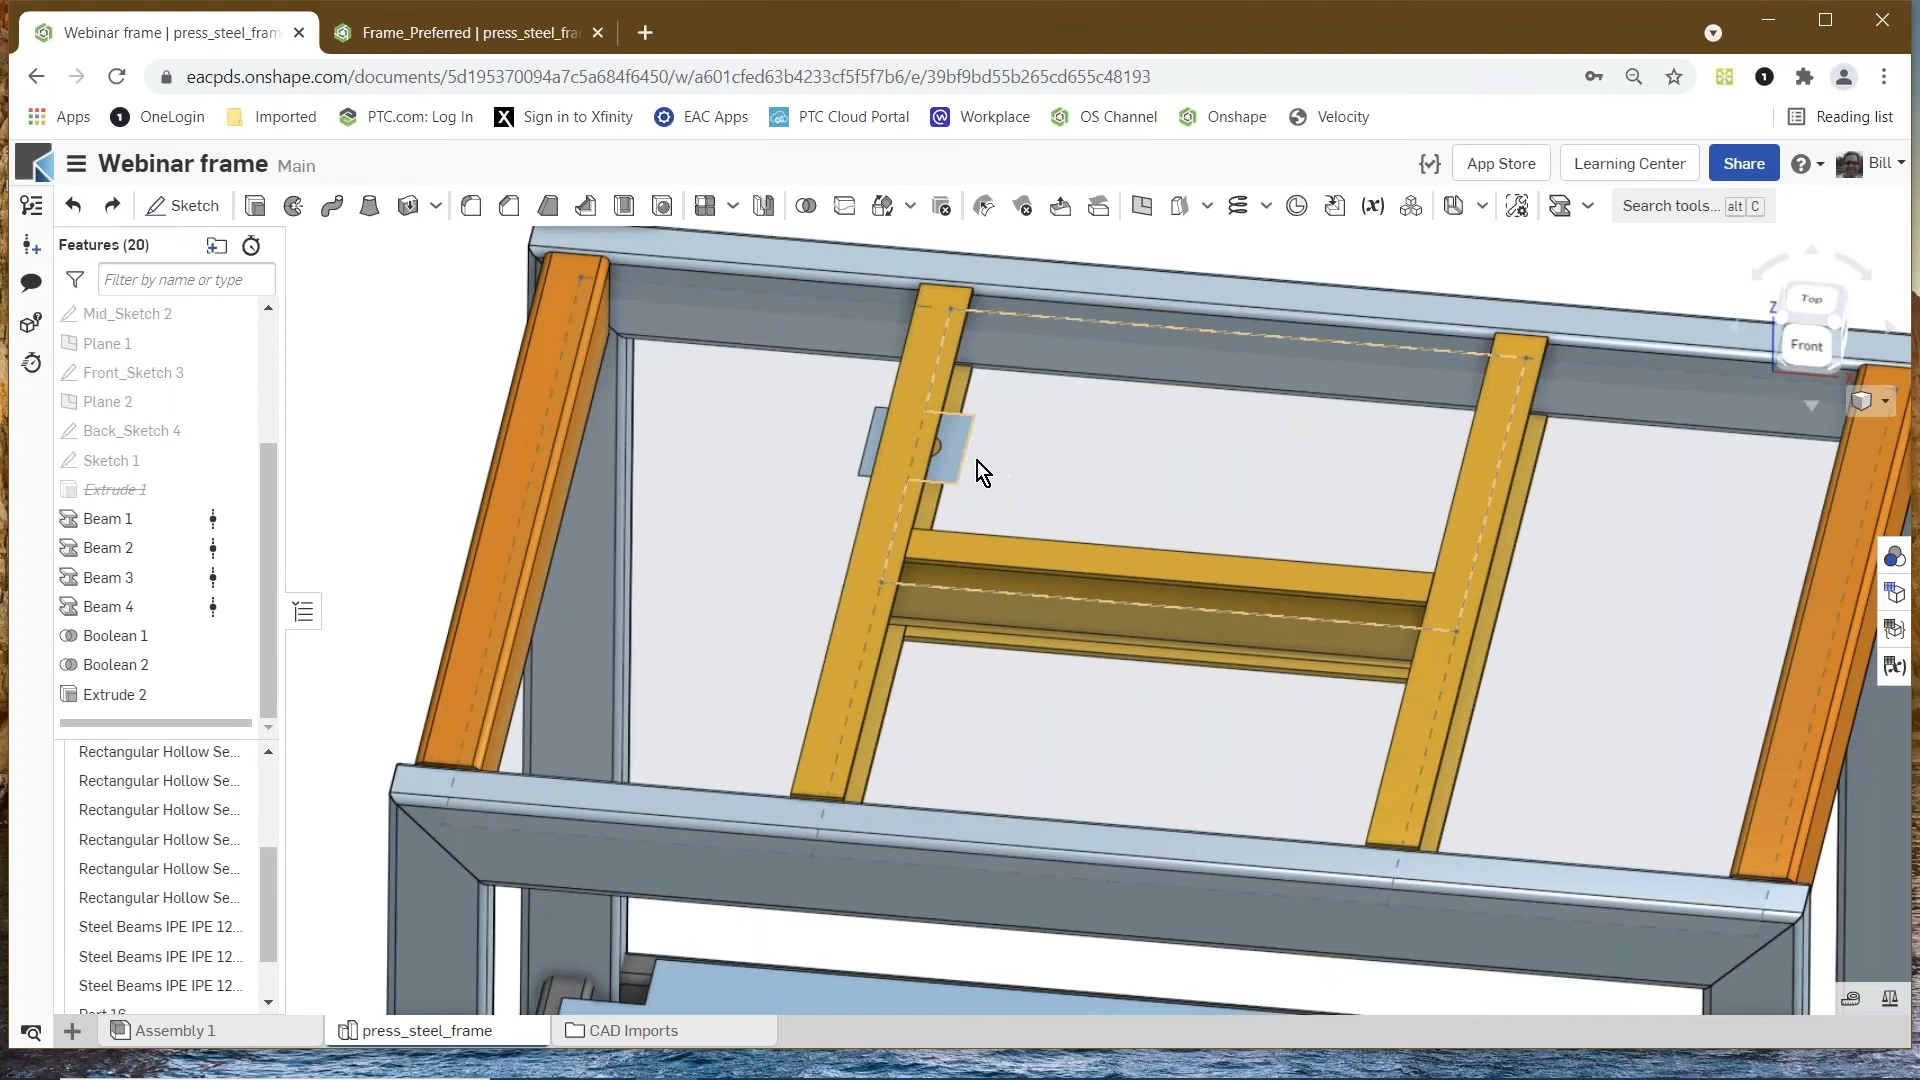 Webinar frame | press_steel_fram
Frame_Preferred | press_steel_fra
eacpds.onshape.com/documents/5d195370094a7c5a684f6450/w/a601cfed63b4233cf5f5f7b6/e/39bf9bd55b265cd655c48193
Apps
OneLogin
Imported
PTC.com: Log In
Sign in to Xfinity
EAC Apps
PTC Cloud Portal
Workplace
OS Channel
Onshape
Velocity
Reading list
Webinar frame Main
App Store
Learning Center
Share
Bill
Sketch
Search tools... alt C
Features (20)
Filter by name or type
Mid_Sketch 2
Plane 1
Front_Sketch 3
Plane 2
Back_Sketch 4
Sketch 1
Extrude 1
Beam 1
Beam 2
Beam 3
Beam 4
Boolean 1
Boolean 2
Extrude 2
Rectangular Hollow Se...
Rectangular Hollow Se...
Rectangular Hollow Se...
Rectangular Hollow Se...
Rectangular Hollow Se...
Rectangular Hollow Se...
Steel Beams IPE IPE 12...
Steel Beams IPE IPE 12...
Steel Beams IPE IPE 12...
Top
Front
Z
Assembly 1
press_steel_frame
CAD Imports